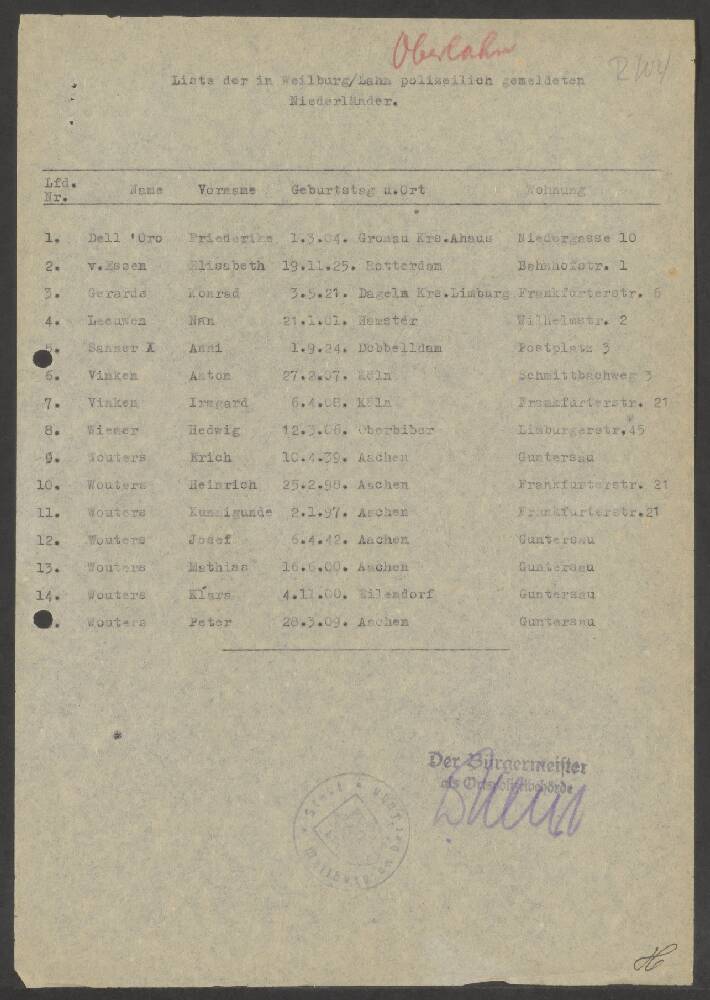 Oberlahn
Liste der in Weilburg/Lahn polizeilich gemeldeten
Niederländer.
Lfd. Nr. Name Vorname Geburtstag u.Ort Wohnung
1. Dell 'Oro Friederike 1.3.04. Gronau Krs.Ahaus Niedergasse 10
2. v.Essen Elisabeth 19.11.25. Rotterdam Bahnhofstr. 1
3. Gerards Konrad 3.5.21. Krs.Limburg Frankfurterstr. 6
4. Leeuwen Nan 21.1.01. Wilhelmstr. 2
5. Sanner X Anni 1.9.24. Dobbelldam Postplatz 3
6. Vinken Anton 27.2.07. Köln Schmittbachweg 3
7. Vinken Irmgard 6.4.08. Köln Frankfurterstr. 21
8. Wiemer Hedwig 12.3.06. Oberbiber Limburgerstr.45
9. Wouters Erich 10.4.39. Aachen Guntersau
10. Wouters Heinrich 25.2.98. Aachen Frankfurterstr. 21
11. Wouters Kunnigunde 2.1.97. Aachen Frankfurterstr.21
12. Wouters Josef 6.4.42. Aachen Guntersau
13. Wouters Mathias 16.6.00. Aachen Guntersau
14. Wouters Klara 4.11.00. Eilendorf Guntersau
Wouters Peter 28.3.09. Aachen Guntersau
Der Bürgermeister
als Ortspolizeibehörde